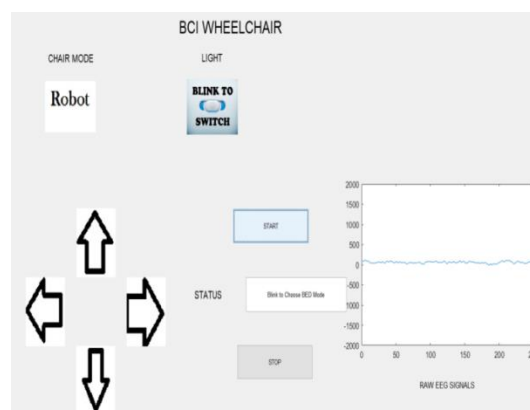 BCI WHEELCHAIR
CHAIR MODE
LIGHT
Robot
BLINK TO
SWITCH
START
STATUS
Blink to Choose BED Mode
STOP
2000
1500
1000
500
0
-500
-1000
-1500
-2000
0 50 100 150 200
RAW EEG SIGNALS